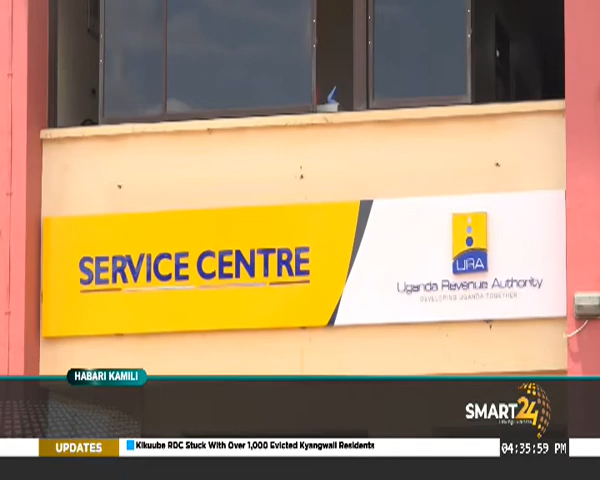 SERVICE CENTRE
URA
Uganda Revenue Authority
DEVELOPING UGANDA TOGETHER
HABARI KAMILI
SMART24
UPDATES
Kikuube RDC Stuck With Over 1,000 Evicted Kyangwali Residents
04:35:59 PM